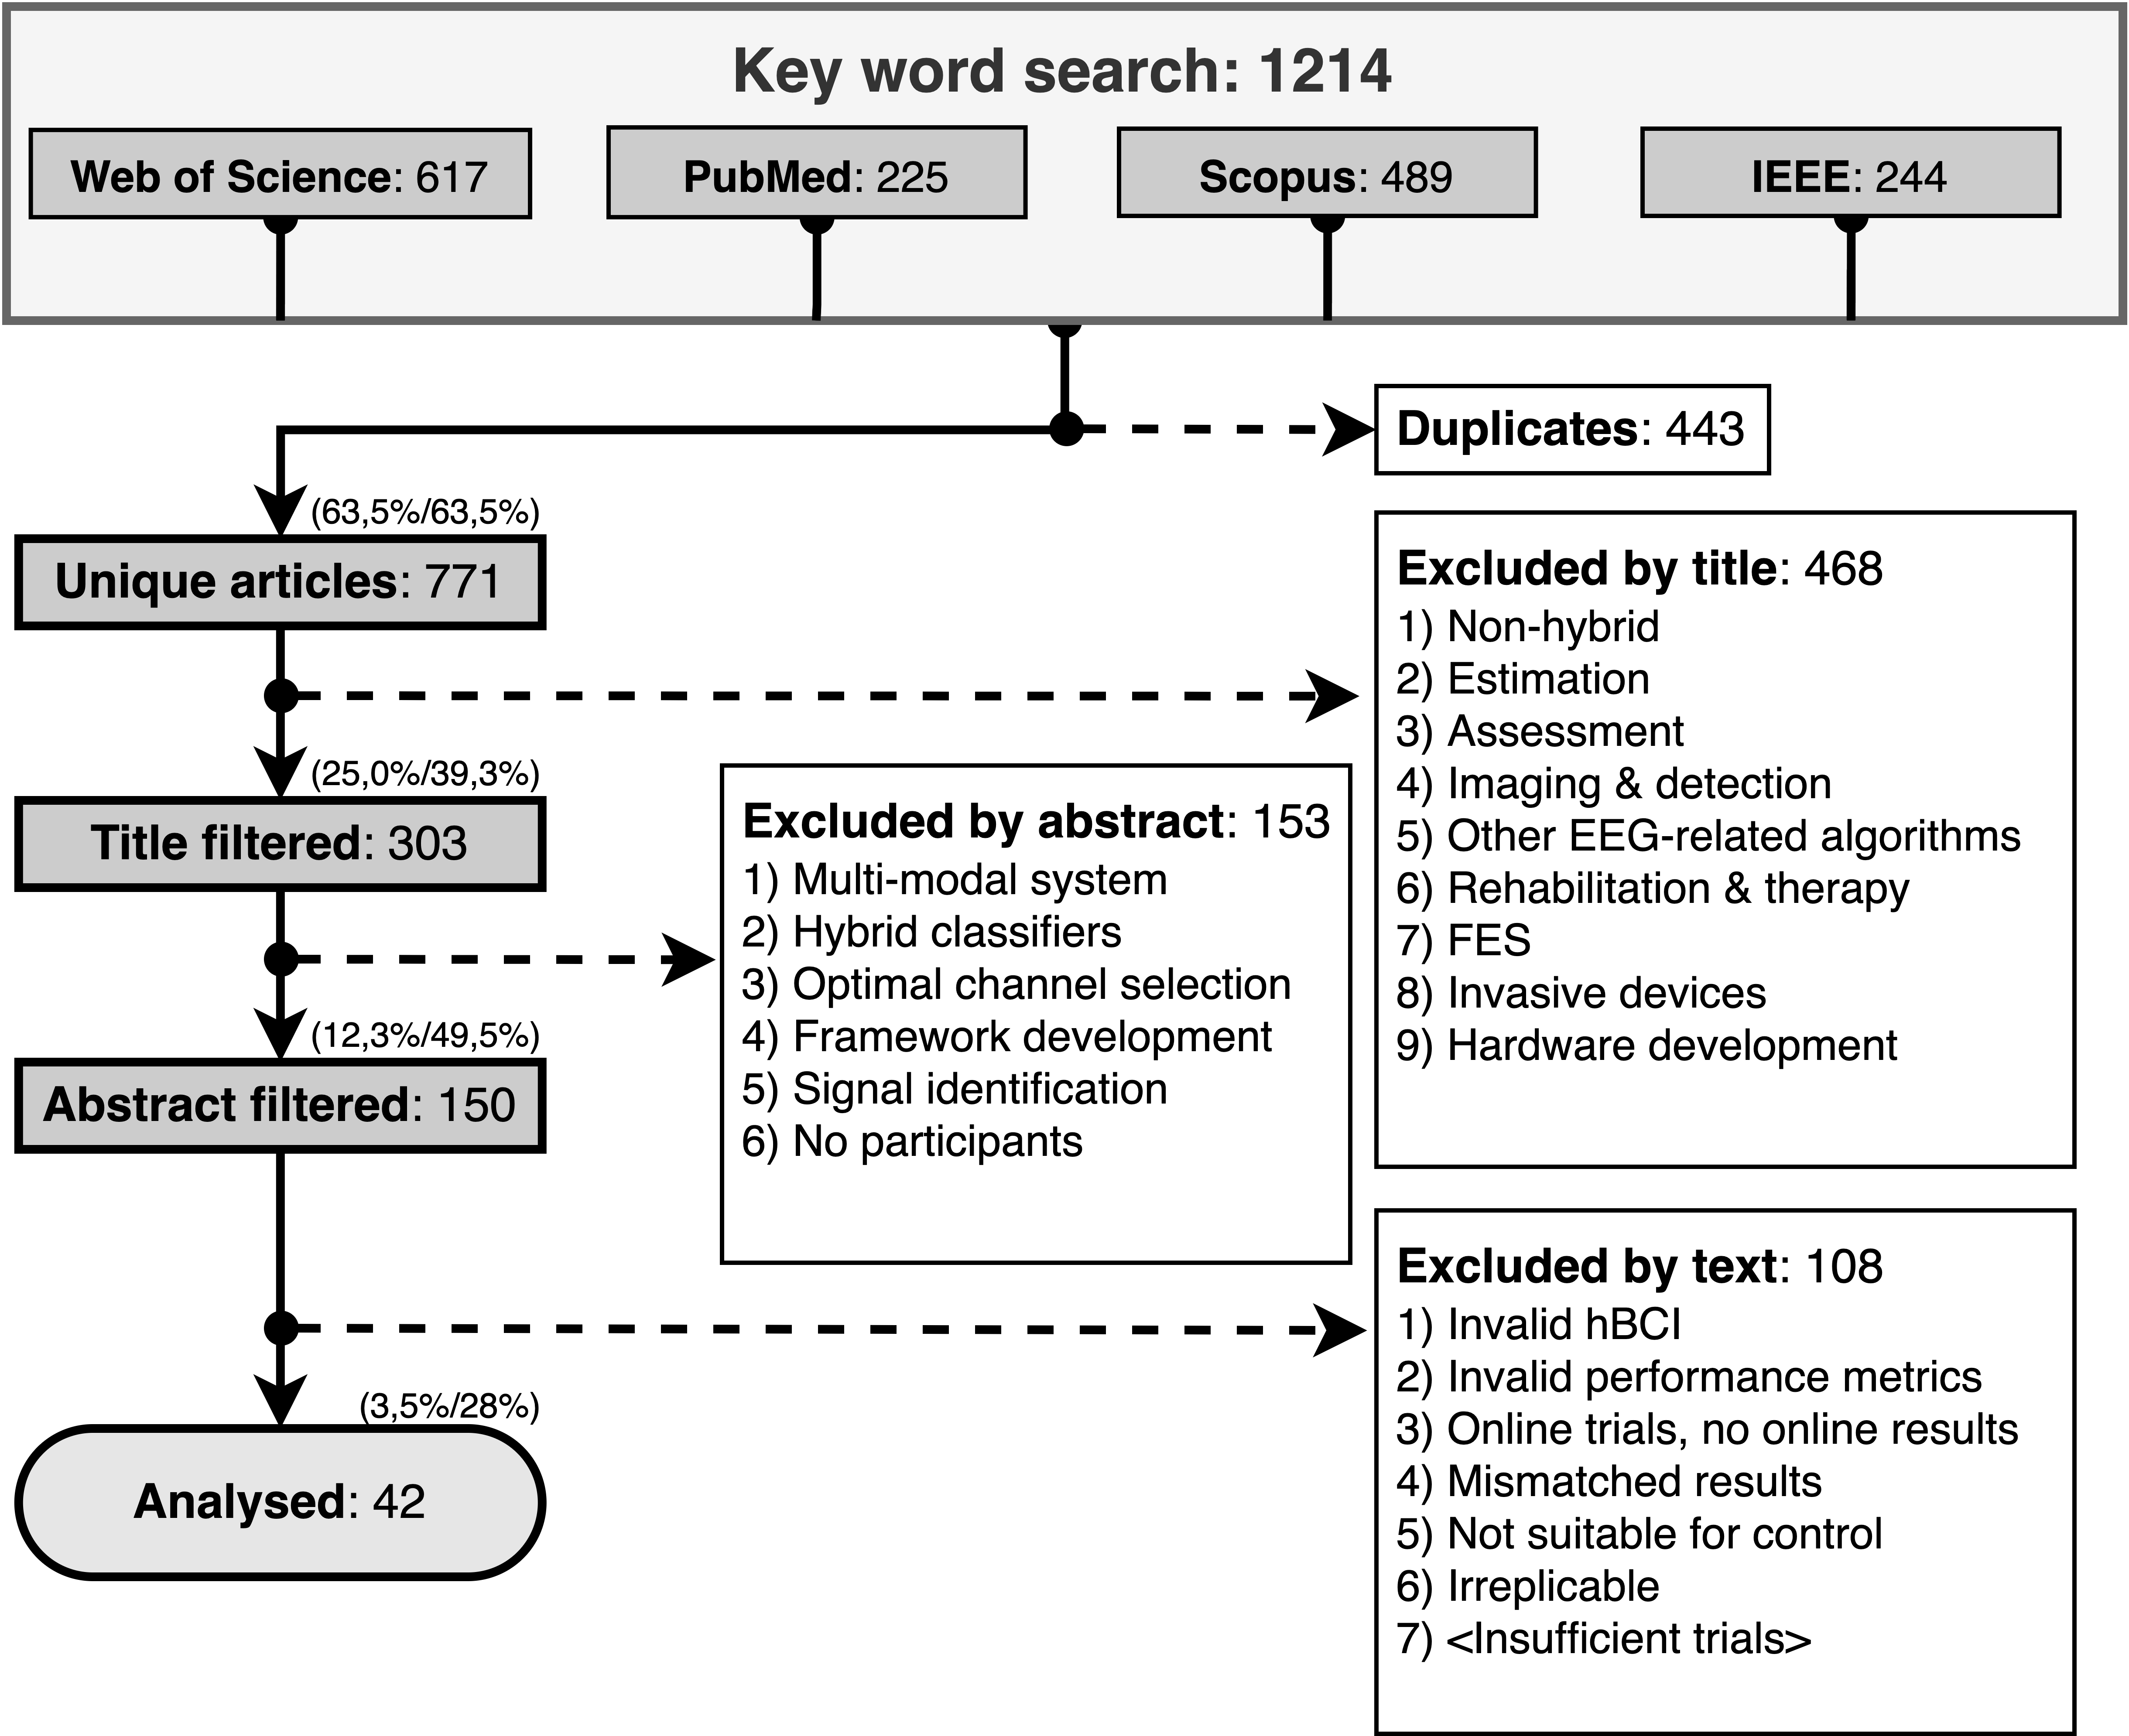 Key word search: 1214
Web of Science: 617
PubMed: 225
Scopus: 489
IEEE: 244
Duplicates: 443
(63,5%/63,5%)
Unique articles: 771
Excluded by title: 468
1) Non-hybrid
2) Estimation
3) Assessment
4) Imaging & detection
5) Other EEG-related algorithms
6) Rehabilitation & therapy
7) FES
8) Invasive devices
9) Hardware development
(25,0%/39,3%)
Title filtered: 303
Excluded by abstract: 153
1) Multi-modal system
2) Hybrid classifiers
3) Optimal channel selection
4) Framework development
5) Signal identification
6) No participants
(12,3%/49,5%)
Abstract filtered: 150
Excluded by text: 108
1) Invalid hBCI
2) Invalid performance metrics
3) Online trials, no online results
4) Mismatched results
5) Not suitable for control
6) Irreplicable
7) <Insufficient trials>
(3,5%/28%)
Analysed: 42